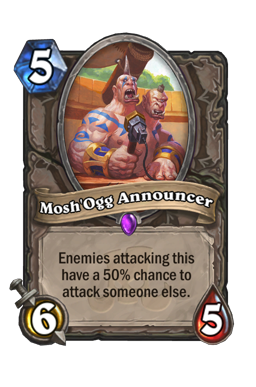 5
Mosh'Ogg Announcer
Enemies attacking this
have a 50% chance to
attack someone else.
6
5